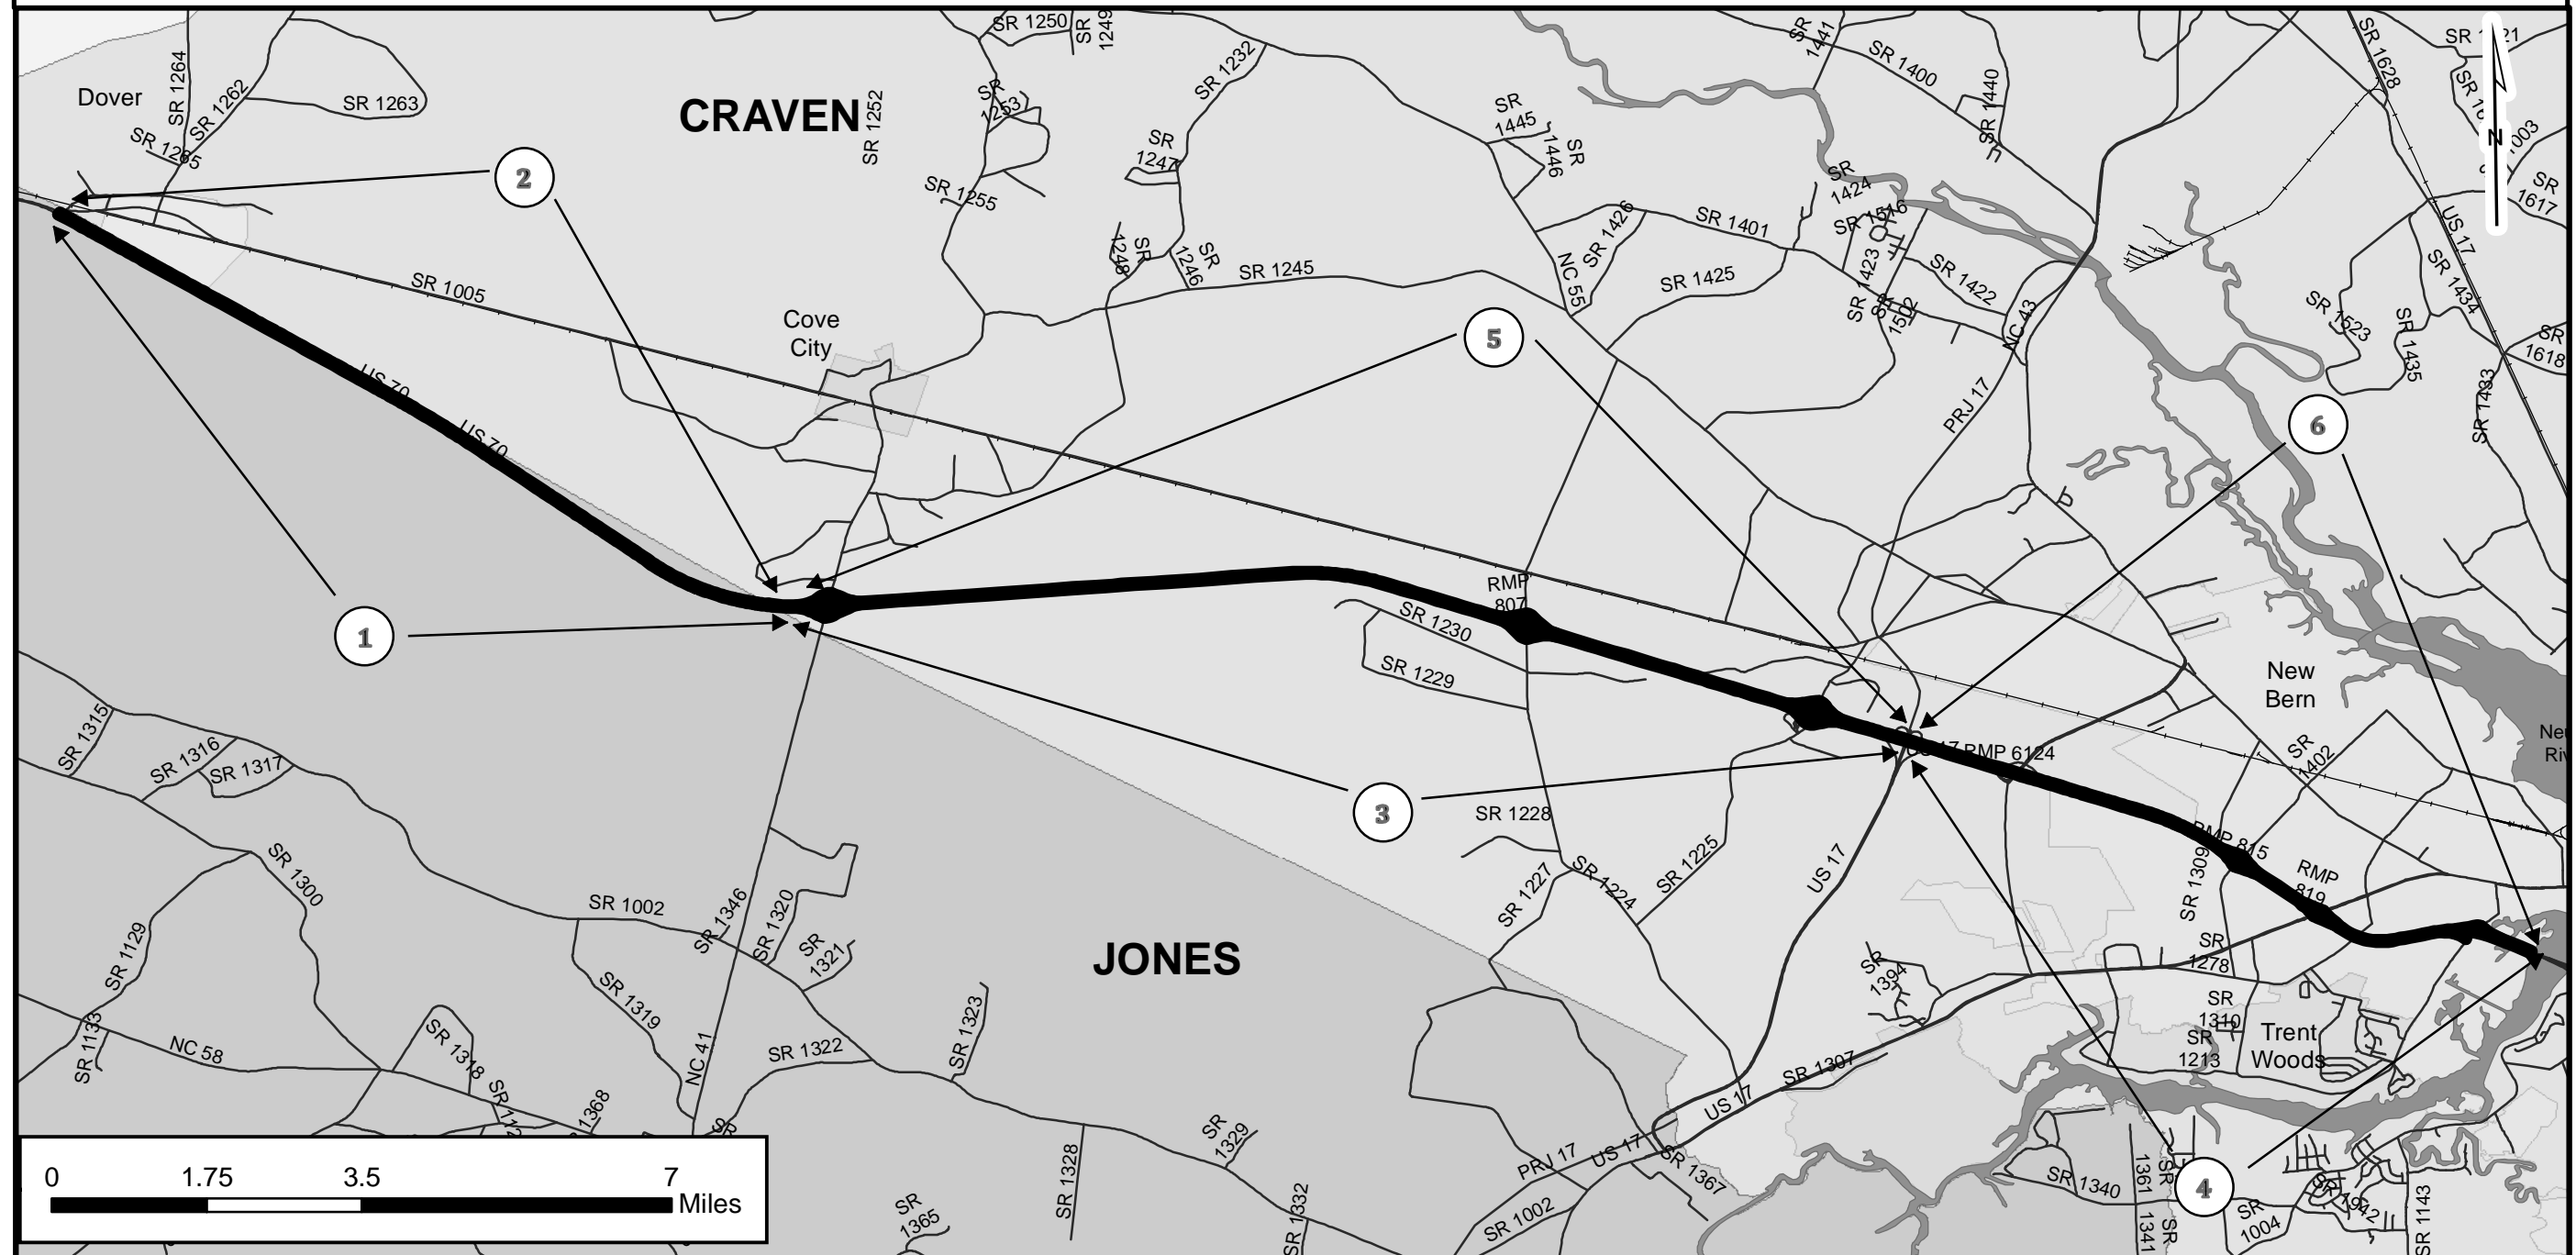 SR 1250
SR
1249
SR
1441
SR 1400
SR 1440
SR 1628
SR
21
Dover
SR 1264
SR 1262
SR 1263
SR 1265
CRAVEN
SR 1252
SR
1253
SR 1232
SR
1247
SR
1445
SR
1446
N
SR
1617
2
SR 1255
SR
1248
SR
1246
SR 1245
SR 1426
SR 1401
SR
1424
SR 1516
US 17
SR 1005
NC 55
SR 1425
SR 1423
SR
1502
SR 1422
NC 43
SR 1434
SR 1523
SR
1435
SR
1618
Cove
City
5
US 70
US 70
PRJ 17
SR 1433
6
RMP
807
SR 1230
SR 1229
1
New
Bern
SR 1315
SR 1316
SR 1317
3
17
RMP 6124
SR
1402
SR 1228
SR 1227
SR 1224
SR 1225
US 17
RMP 815
SR 1309
RMP
819
SR 1300
SR 1002
SR 1346
SR 1320
SR
1321
SR 1129
JONES
SR
1394
SR
1278
SR 1319
SR 1323
SR
1310
SR
1213
Trent
Woods
SR 1133
NC 58
SR 1318
NC 41
SR 1322
SR 1307
US 17
1368
SR
SR
1329
SR 1328
PRJ 17
US 17
SR 1367
SR 1340
1361
SR
4
SR 1942
SR 1143
0
1.75
3.5
7
Miles
SR
1365
SR 1332
SR 1002
1341
SR
SR
1004